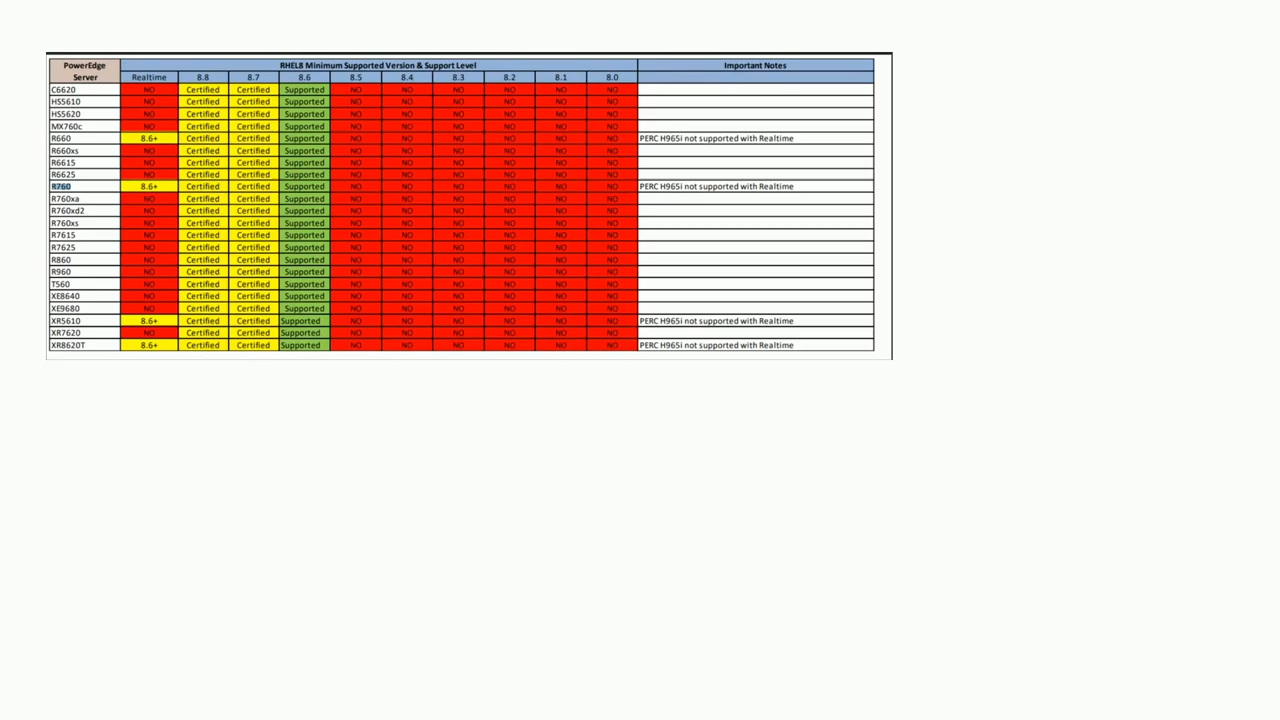 PowerEdge Server RHEL8 Minimum Supported Version & Support Level Important Notes
Realtime 8.8 8.7 8.6 8.5 8.4 8.3 8.2 8.1 8.0
C6620 NO Certified Certified Supported NO NO NO NO NO NO
HS5610 NO Certified Certified Supported NO NO NO NO NO NO
HS5620 NO Certified Certified Supported NO NO NO NO NO NO
MX760c NO Certified Certified Supported NO NO NO NO NO NO
R660 8.6+ Certified Certified Supported NO NO NO NO NO NO PERC H965i not supported with Realtime
R660xs NO Certified Certified Supported NO NO NO NO NO NO
R6615 NO Certified Certified Supported NO NO NO NO NO NO
R6625 NO Certified Certified Supported NO NO NO NO NO NO
R760 8.6+ Certified Certified Supported NO NO NO NO NO NO PERC H965i not supported with Realtime
R760xa NO Certified Certified Supported NO NO NO NO NO NO
R760xd2 NO Certified Certified Supported NO NO NO NO NO NO
R760xs NO Certified Certified Supported NO NO NO NO NO NO
R7615 NO Certified Certified Supported NO NO NO NO NO NO
R7625 NO Certified Certified Supported NO NO NO NO NO NO
R860 NO Certified Certified Supported NO NO NO NO NO NO
R960 NO Certified Certified Supported NO NO NO NO NO NO
T560 NO Certified Certified Supported NO NO NO NO NO NO
XE8640 NO Certified Certified Supported NO NO NO NO NO NO
XE9680 NO Certified Certified Supported NO NO NO NO NO NO
XR5610 8.6+ Certified Certified Supported NO NO NO NO NO NO PERC H965i not supported with Realtime
XR7620 NO Certified Certified Supported NO NO NO NO NO NO
XR8620T 8.6+ Certified Certified Supported NO NO NO NO NO NO PERC H965i not supported with Realtime